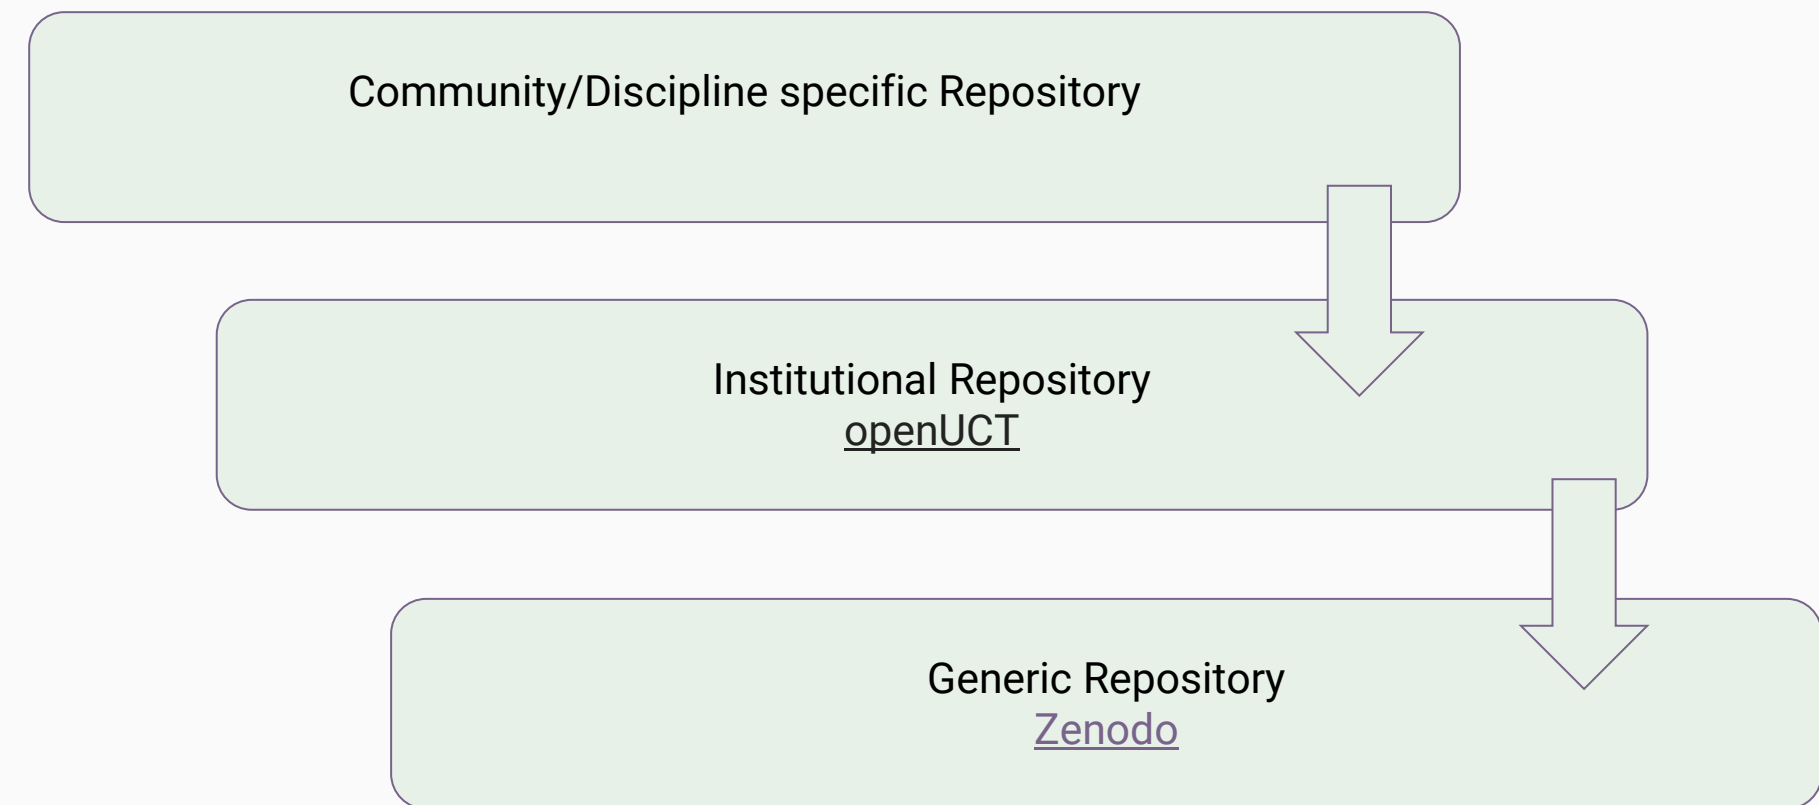 Community/Discipline specific Repository
Institutional Repository
openUCT
Generic Repository
Zenodo